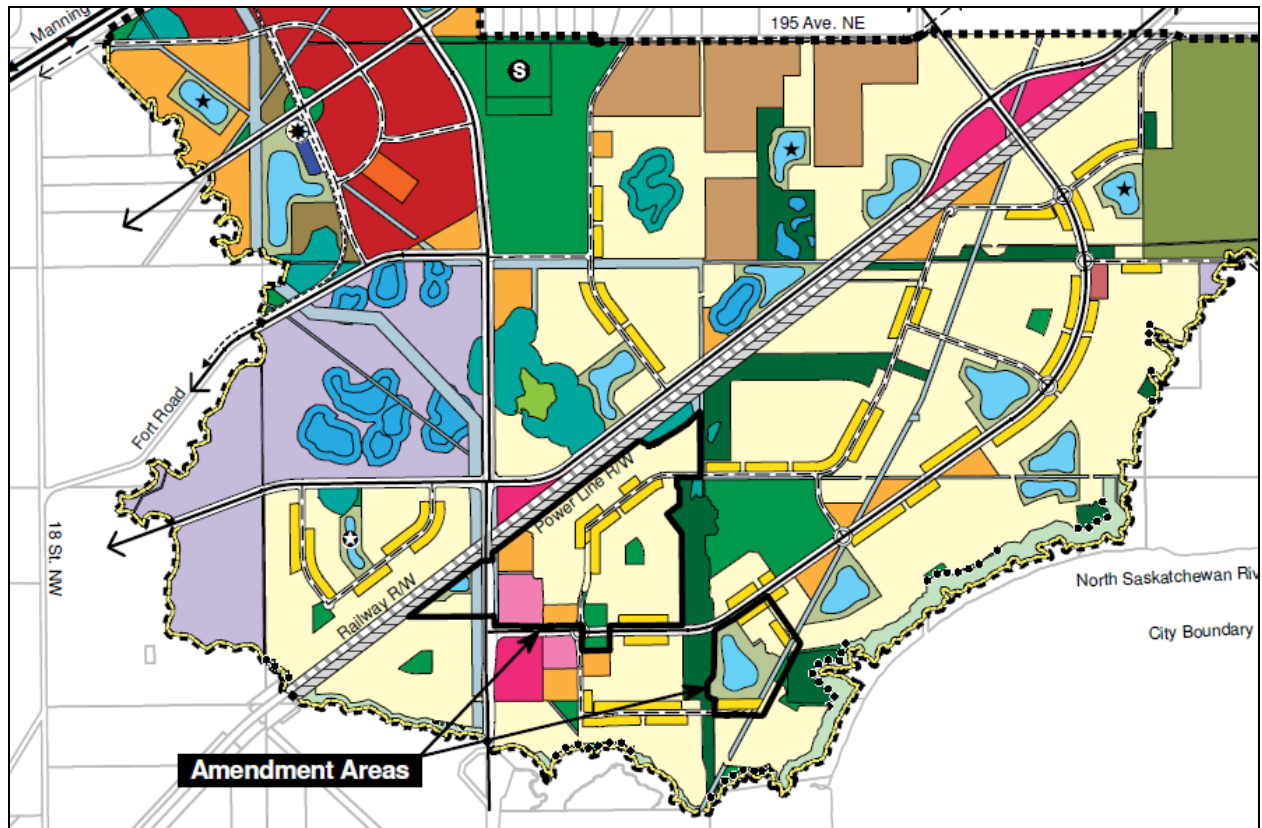 Manning
195 Ave. NE
S
Fort Road
18 St. NW
Power Line R/W
Railway R/W
North Saskatchewan Riv
City Boundary
Amendment Areas